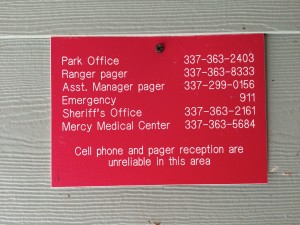 Park Office 337-363-2403
Ranger pager 337-363-8333
Asst. Manager pager 337-299-0156
Emergency 911
Sheriff's Office 337-363-2161
Mercy Medical Center 337-363-5684
Cell phone and pager reception are
unreliable in this area